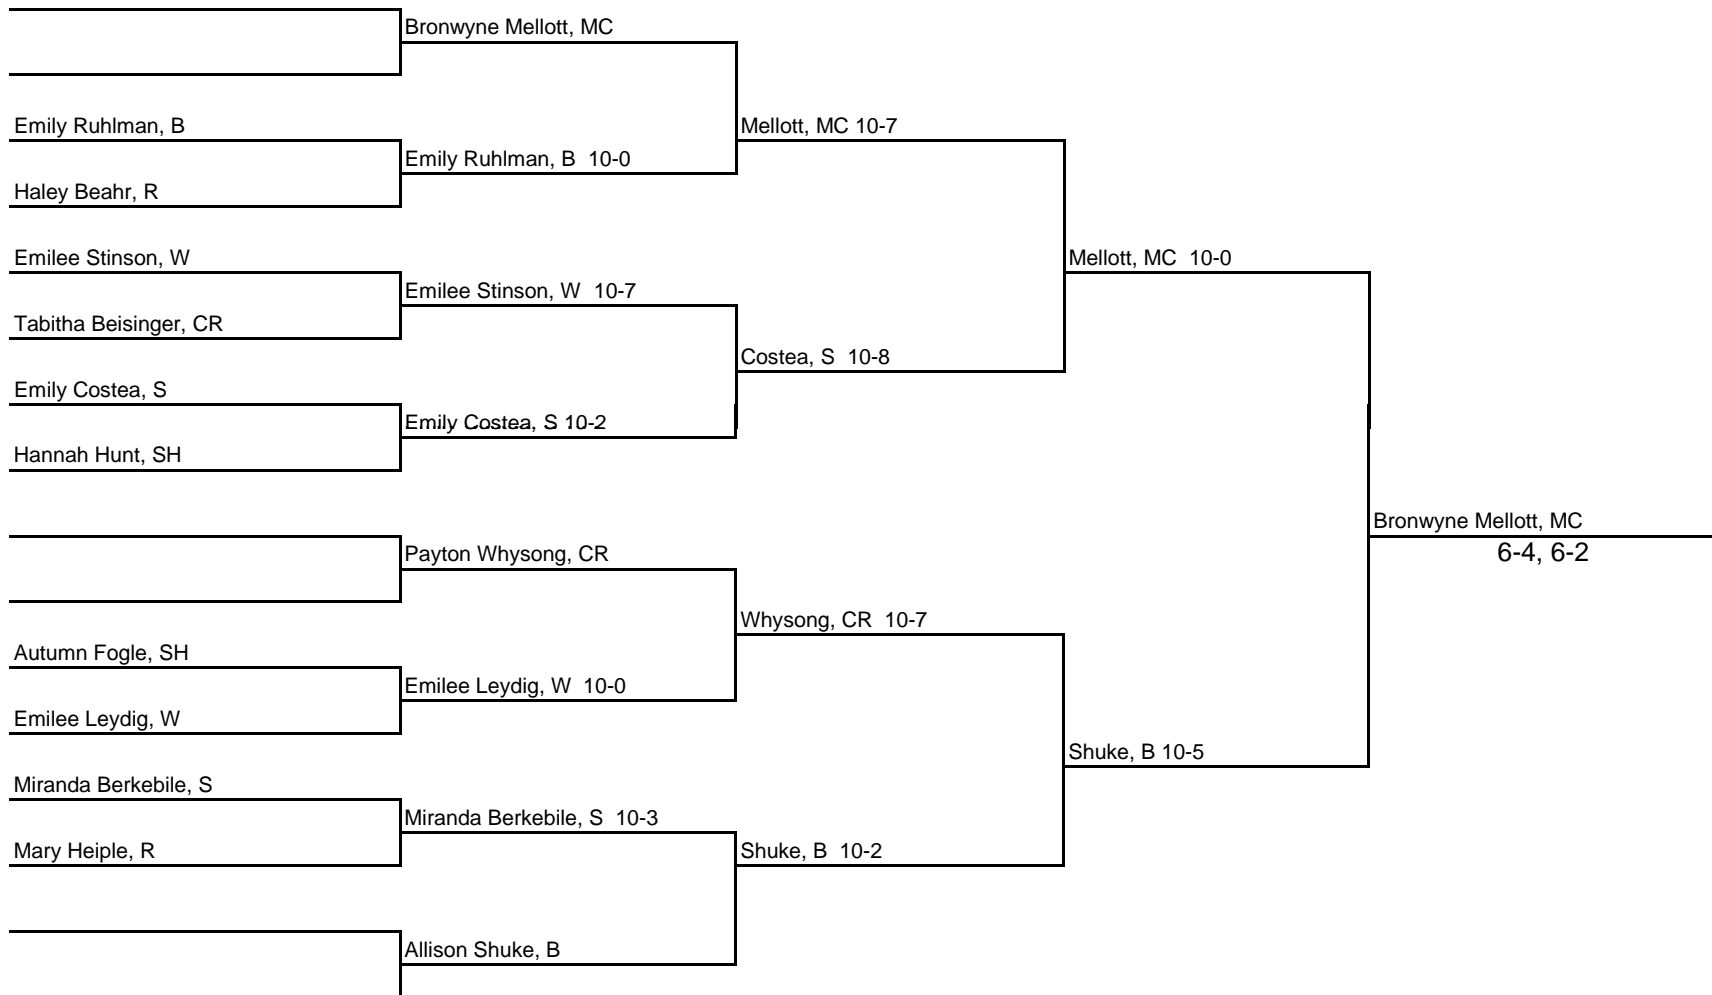 Bronwyne Mellott, MC
Emily Ruhlman, B
Mellott, MC 10-7
Emily Ruhlman, B  10-0
Haley Beahr, R
Emilee Stinson, W
Mellott, MC  10-0
Emilee Stinson, W  10-7
Tabitha Beisinger, CR
Costea, S  10-8
Emily Costea, S
Emily Costea, S 10-2
Hannah Hunt, SH
Bronwyne Mellott, MC
6-4, 6-2
Payton Whysong, CR
Whysong, CR  10-7
Autumn Fogle, SH
Emilee Leydig, W  10-0
Emilee Leydig, W
Shuke, B 10-5
Miranda Berkebile, S
Miranda Berkebile, S  10-3
Mary Heiple, R
Shuke, B  10-2
Allison Shuke, B